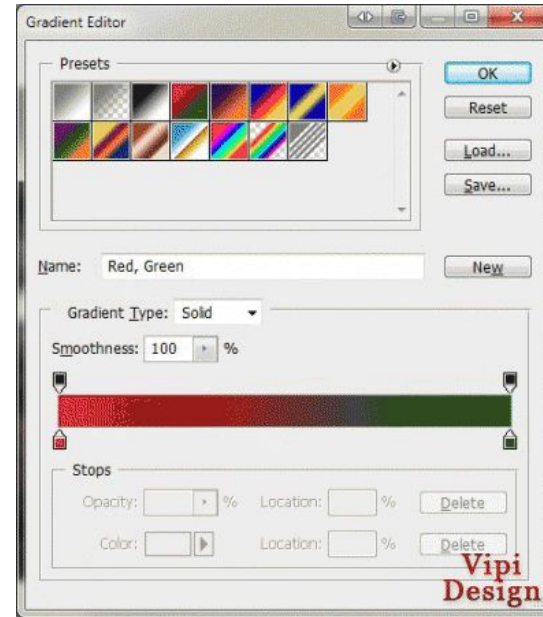 Gradient Editor
Presets
OK
Reset
Load...
Save...
Name: Red, Green
New
Gradient Type: Solid
Smoothness: 100 %
Stops
Opacity: % Location: % Delete
Color: Location: % Delete
Vipi
Design